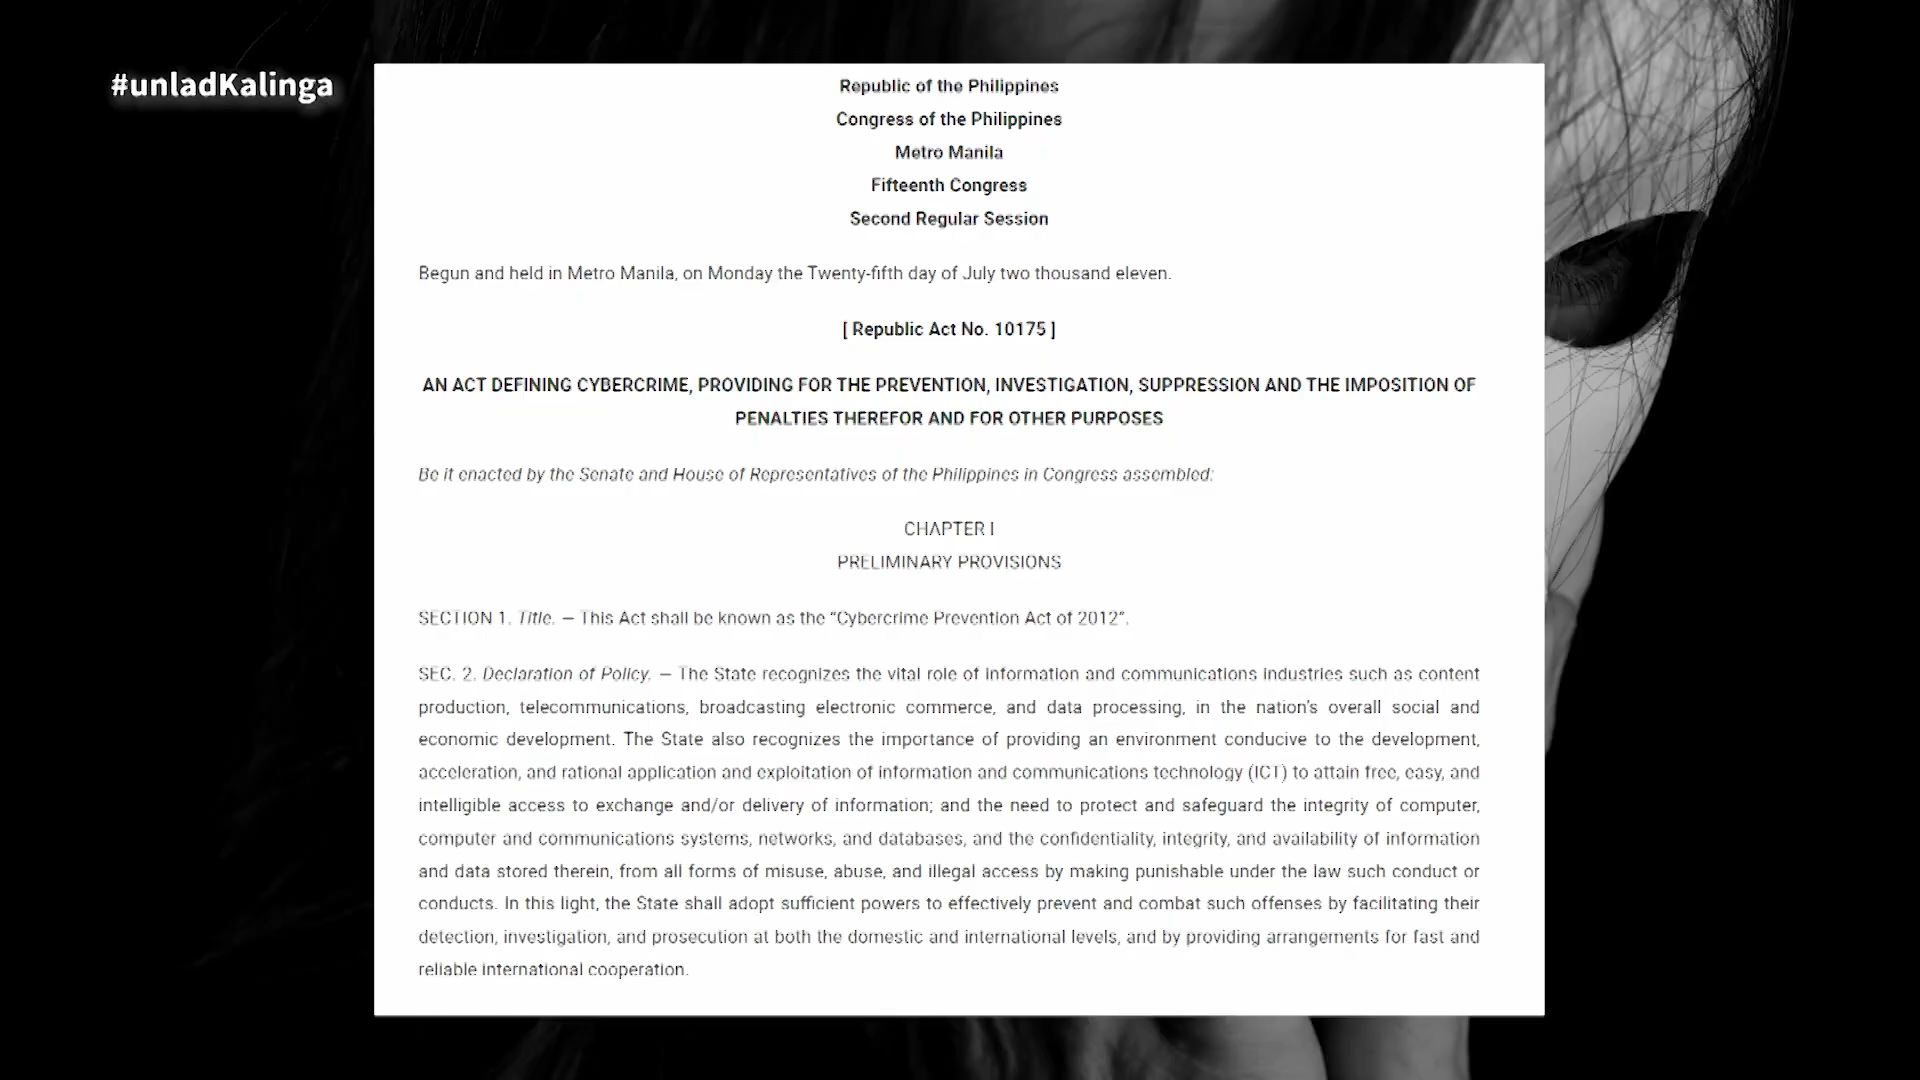 #unladKalinga
Republic of the Philippines
Congress of the Philippines
Metro Manila
Fifteenth Congress
Second Regular Session
Begun and held in Metro Manila, on Monday the Twenty-fifth day of July two thousand eleven.
[ Republic Act No. 10175 ]
AN ACT DEFINING CYBERCRIME, PROVIDING FOR THE PREVENTION, INVESTIGATION, SUPPRESSION AND THE IMPOSITION OF
PENALTIES THEREFOR AND FOR OTHER PURPOSES
Be it enacted by the Senate and House of Representatives of the Philippines in Congress assembled:
CHAPTER I
PRELIMINARY PROVISIONS
SECTION 1. Title. — This Act shall be known as the “Cybercrime Prevention Act of 2012”.
SEC. 2. Declaration of Policy. — The State recognizes the vital role of information and communications industries such as content
production, telecommunications, broadcasting electronic commerce, and data processing, in the nation’s overall social and
economic development. The State also recognizes the importance of providing an environment conducive to the development,
acceleration, and rational application and exploitation of information and communications technology (ICT) to attain free, easy, and
intelligible access to exchange and/or delivery of information; and the need to protect and safeguard the integrity of computer,
computer and communications systems, networks, and databases, and the confidentiality, integrity, and availability of information
and data stored therein, from all forms of misuse, abuse, and illegal access by making punishable under the law such conduct or
conducts. In this light, the State shall adopt sufficient powers to effectively prevent and combat such offenses by facilitating their
detection, investigation, and prosecution at both the domestic and international levels, and by providing arrangements for fast and
reliable international cooperation.